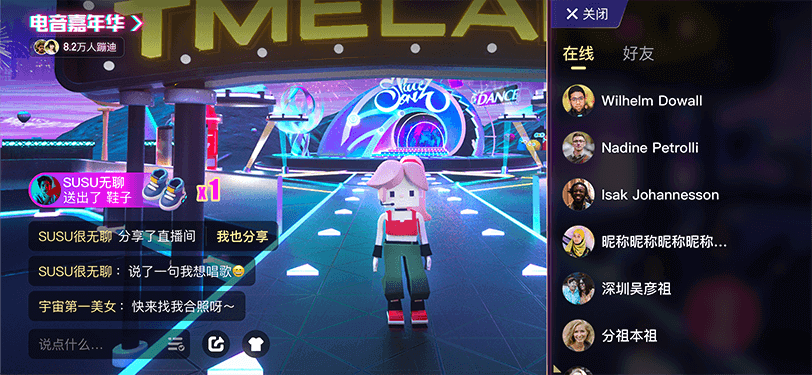 电音嘉年华
TMELAN
8.2万人蹦迪
DANCE
SUSU无聊
送出了 鞋子
x1
SUSU很无聊 分享了直播间 我也分享
SUSU很无聊：说了一句我想唱歌
宇宙第一美女：快来找我合照呀～
说点什么...
关闭
在线 好友
Wilhelm Dowall
Nadine Petrolli
Isak Johannesson
昵称昵称昵称昵称...
深圳吴彦祖
分祖本祖